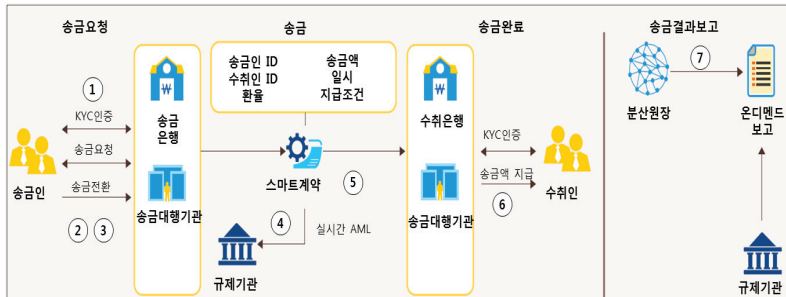 송금요청
송금
송금완료
송금결과보고
송금인 ID
수취인 ID
환율
송금액
일시
지급조건
①
KYC인증
송금요청
송금전환
송금인
② ③
₩
송금
은행
송금대행기관
스마트계약
⑤
④
실시간 AML
규제기관
₩
수취은행
송금대행기관
KYC인증
송금액 지급
⑥
수취인
⑦
분산원장
온디멘드
보고
규제기관